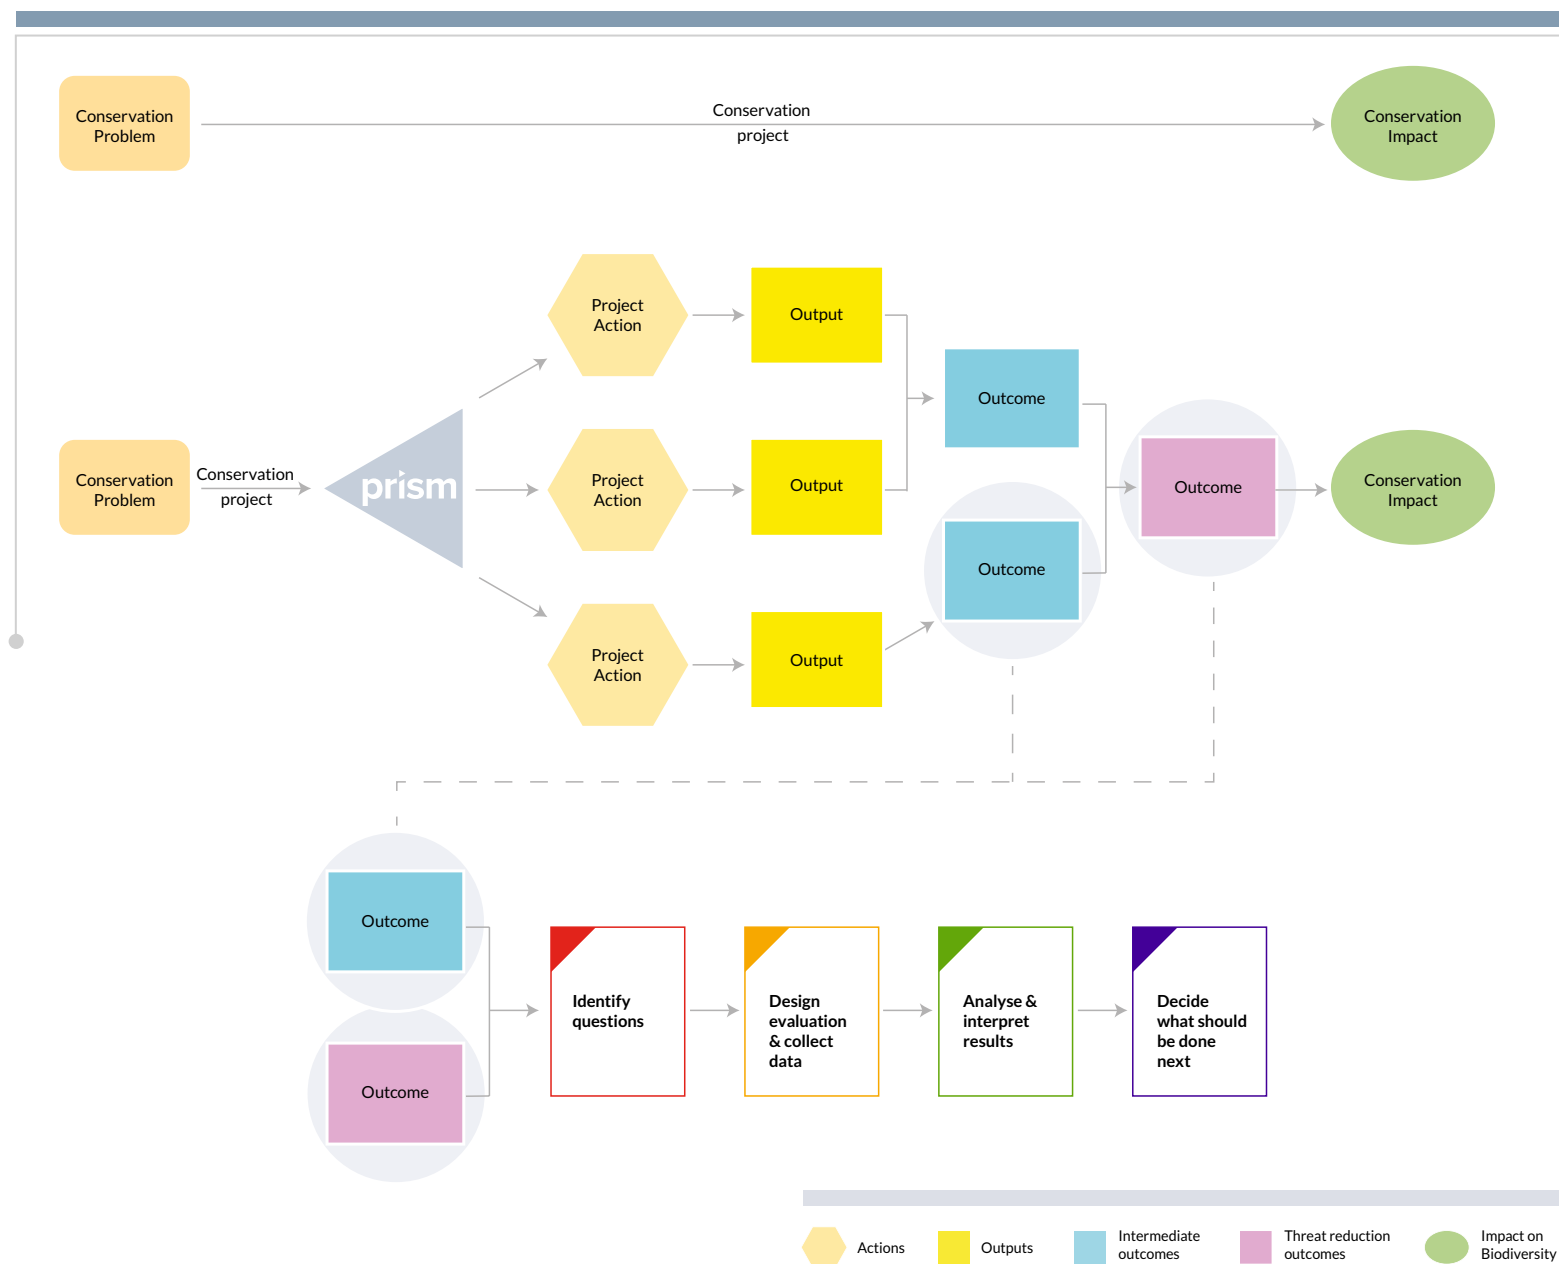 Conservation
Problem
Conservation
project
Conservation
Impact
Conservation
Problem
Conservation
project
prism
Project
Action
Output
Project
Action
Output
Project
Action
Output
Outcome
Outcome
Outcome
Conservation
Impact
Outcome
Outcome
Identify
questions
Design
evaluation
& collect
data
Analyse &
interpret
results
Decide
what should
be done
next
Actions
Outputs
Intermediate
outcomes
Threat reduction
outcomes
Impact on
Biodiversity